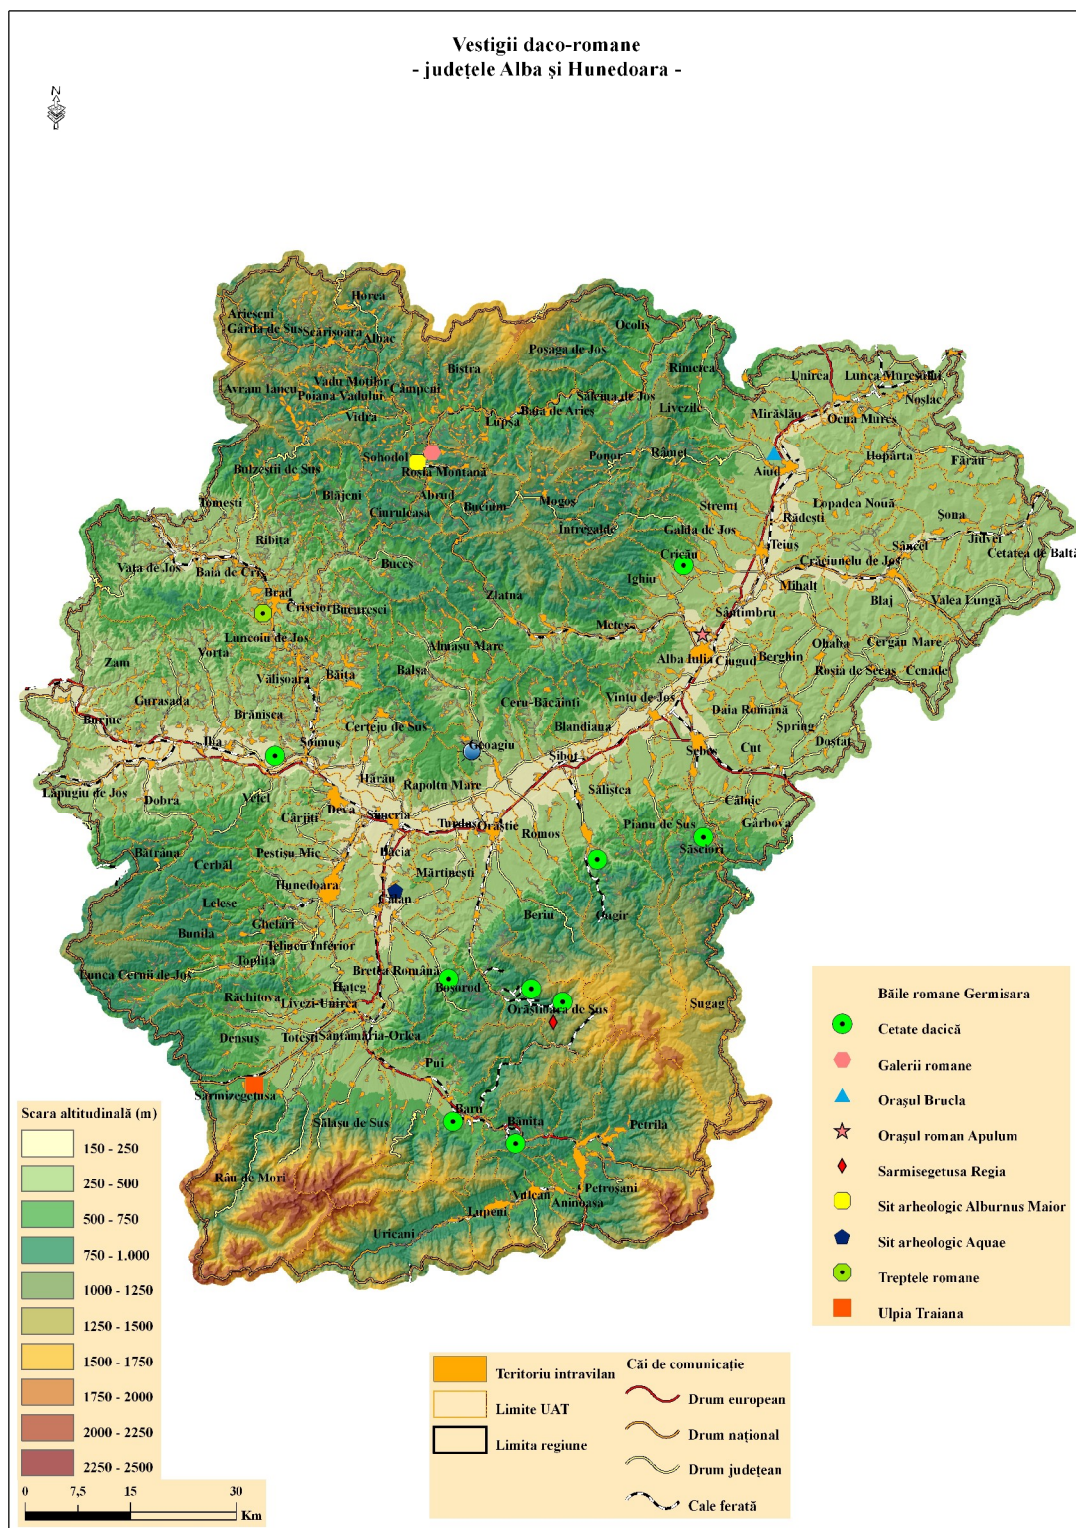 Vestigii daco-romane
- județele Alba și Hunedoara -
N
Horea
Arieșeni
Gârda de Sus
Scărișoara
Albac
Ocoliș
Poșaga de Jos
Bistra
Rimetea
Unirea
Lunca Mureșului
Noșlac
Avram Iancu
Vadu Moților
Câmpeni
Poiana Vadului
Vidra
Sălciua de Jos
Baia de Arieș
Livezile
Mirăslău
Ocna Mureș
Lupșa
Sohodol
Roșia Montană
Ponor
Râmeț
Aiud
Hopârta
Fărău
Bulzeștii de Sus
Blăjeni
Abrud
Bucium
Mogoș
Tomești
Ciuruleasa
Întregalde
Stremț
Lopadea Nouă
Rădești
Șona
Ribița
Galda de Jos
Teiuș
Sâncel
Jidvei
Cetatea de Baltă
Vața de Jos
Baia de Criș
Buceș
Cricău
Ighiu
Crăciunelu de Jos
Mihalț
Brad
Crișcior
Bucureșci
Zlatna
Blaj
Valea Lungă
Sântimbru
Luncoiu de Jos
Meteș
Almașu Mare
Alba Iulia
Ciugud
Berghin
Ohaba
Cergău Mare
Zam
Vorța
Vălișoara
Băița
Balșa
Roșia de Secaș
Cenade
Gurasada
Ceru-Băcăinți
Vințu de Jos
Burjuc
Brănișca
Certeju de Sus
Blandiana
Daia Română
Șpring
Ilia
Șoimuș
Geoagiu
Șibot
Sebeș
Cut
Doștat
Lăpugiu de Jos
Dobra
Vețel
Hărău
Rapoltu Mare
Săliștea
Câlnic
Deva
Cârjiți
Simeria
Turdaș
Orăștie
Romos
Pianu de Sus
Gârbova
Bătrâna
Cerbăl
Peștișu Mic
Băcia
Săsciori
Hunedoara
Mărtinești
Călan
Lelese
Ghelari
Beriu
Cugir
Bunila
Teliucu Inferior
Toplița
Lunca Cernii de Jos
Bretea Română
Boșorod
Hațeg
Răchitova
Livezi-Unirea
Orăștioara de Sus
Șugag
Densuș
Totești
Sântămăria-Orlea
Pui
Sarmizegetusa
Baru
Bănița
Petrila
Sălașu de Sus
Râu de Mori
Petroșani
Vulcan
Aninoasa
Lupeni
Uricani
Băile romane Germisara
Cetate dacică
Galerii romane
Orașul Brucla
Orașul roman Apulum
Sarmisegetusa Regia
Sit arheologic Alburnus Maior
Sit arheologic Aquae
Treptele romane
Ulpia Traiana
Scara altitudinală (m)
150 - 250
250 - 500
500 - 750
750 - 1.000
1000 - 1250
1250 - 1500
1500 - 1750
1750 - 2000
2000 - 2250
2250 - 2500
0 7,5 15 30
Km
Teritoriu intravilan
Limite UAT
Limita regiune
Căi de comunicație
Drum european
Drum național
Drum județean
Cale ferată